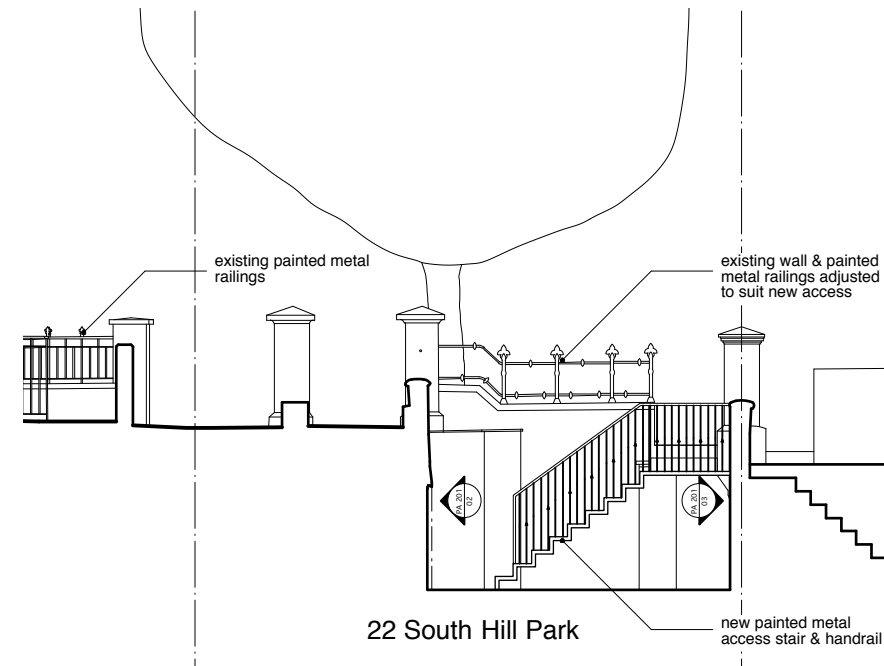 existing painted metal
railings
existing wall & painted
metal railings adjusted
to suit new access
PA 201
02
PA 201
03
22 South Hill Park
new painted metal
access stair & handrail